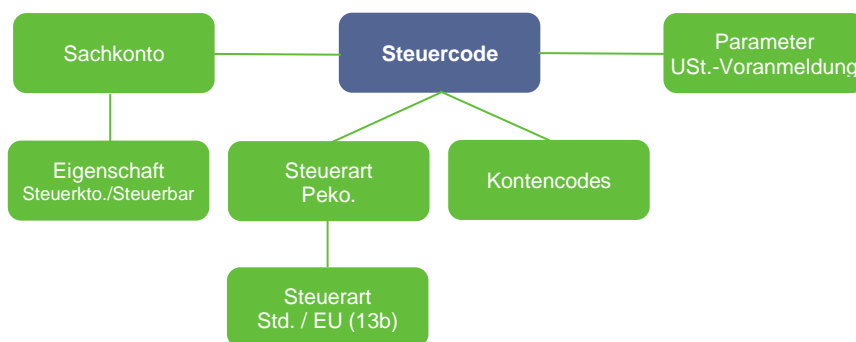 Sachkonto
Steuercode
Parameter
USt.-Voranmeldung
Eigenschaft
Steuerkto./Steuerbar
Steuerart
Peko.
Kontencodes
Steuerart
Std. / EU (13b)